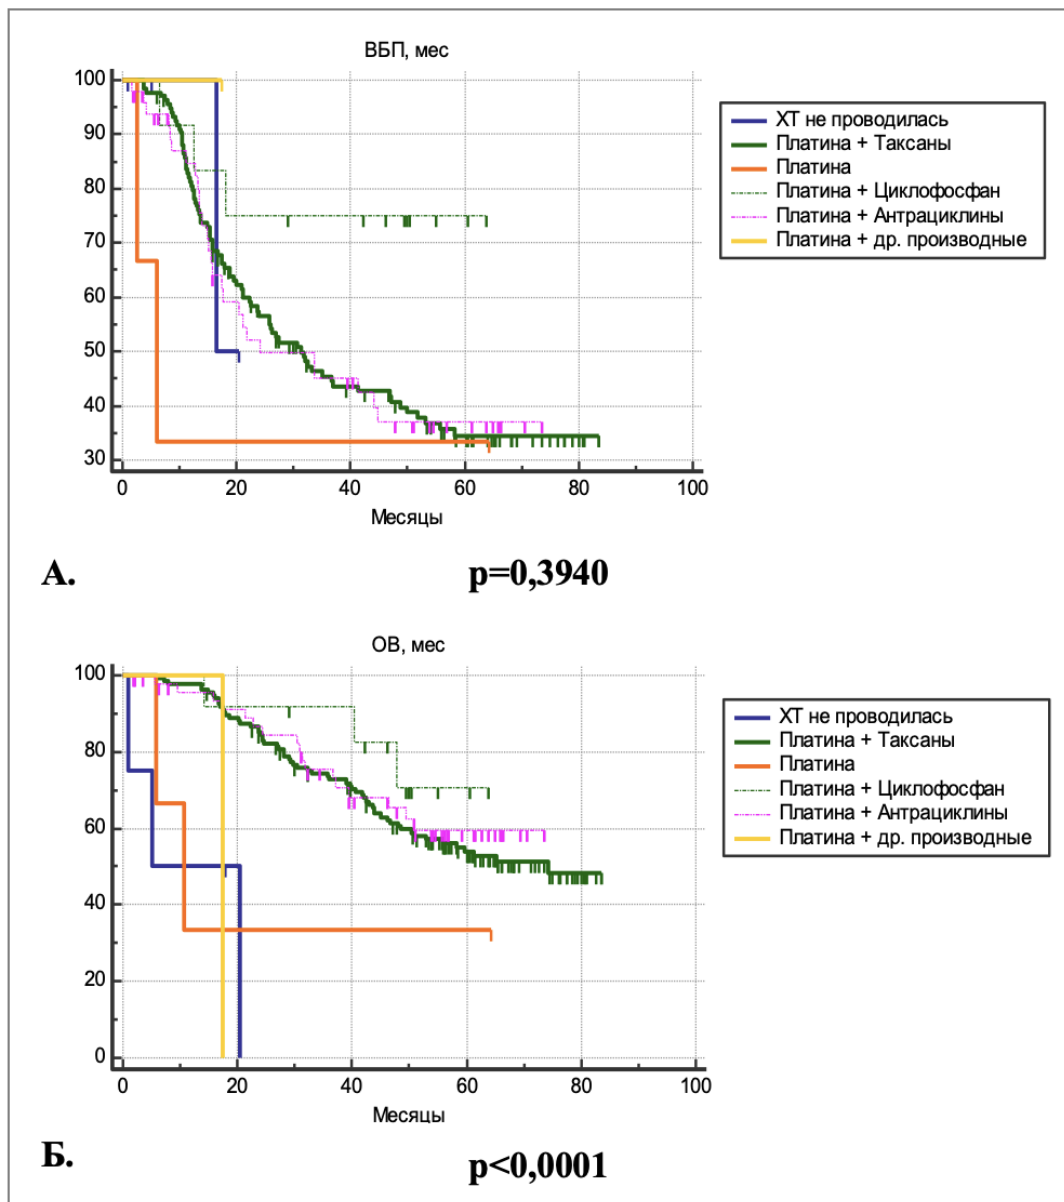 ВБП, мес
100
90
80
70
60
50
40
30
0 20 40 60 80 100
Месяцы
ХТ не проводилась
Платина + Таксаны
Платина
Платина + Циклофосфан
Платина + Антрациклины
Платина + др. производные
А. p=0,3940
ОВ, мес
100
80
60
40
20
0
0 20 40 60 80 100
Месяцы
ХТ не проводилась
Платина + Таксаны
Платина
Платина + Циклофосфан
Платина + Антрациклины
Платина + др. производные
Б. p<0,0001